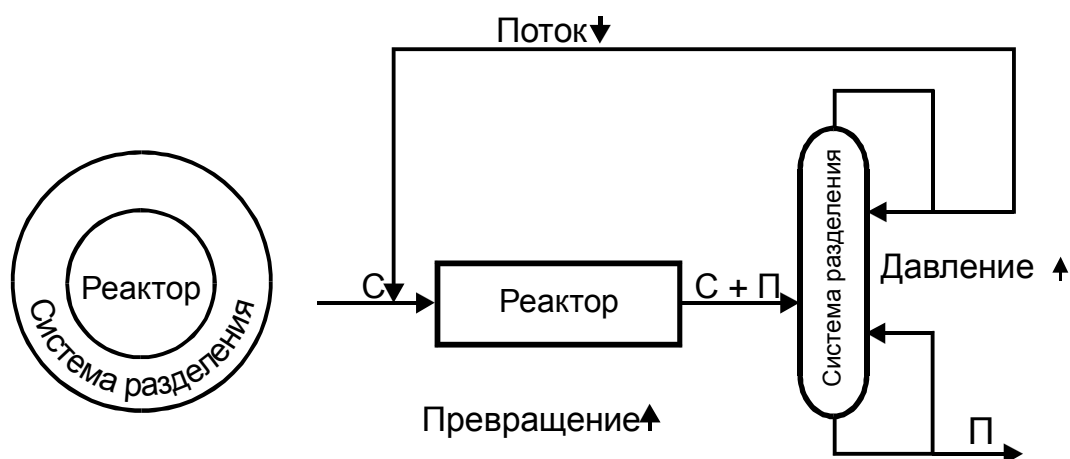 Поток
Реактор
Система разделения
С
Реактор
С + П
Система разделения
Давление
Превращение
П